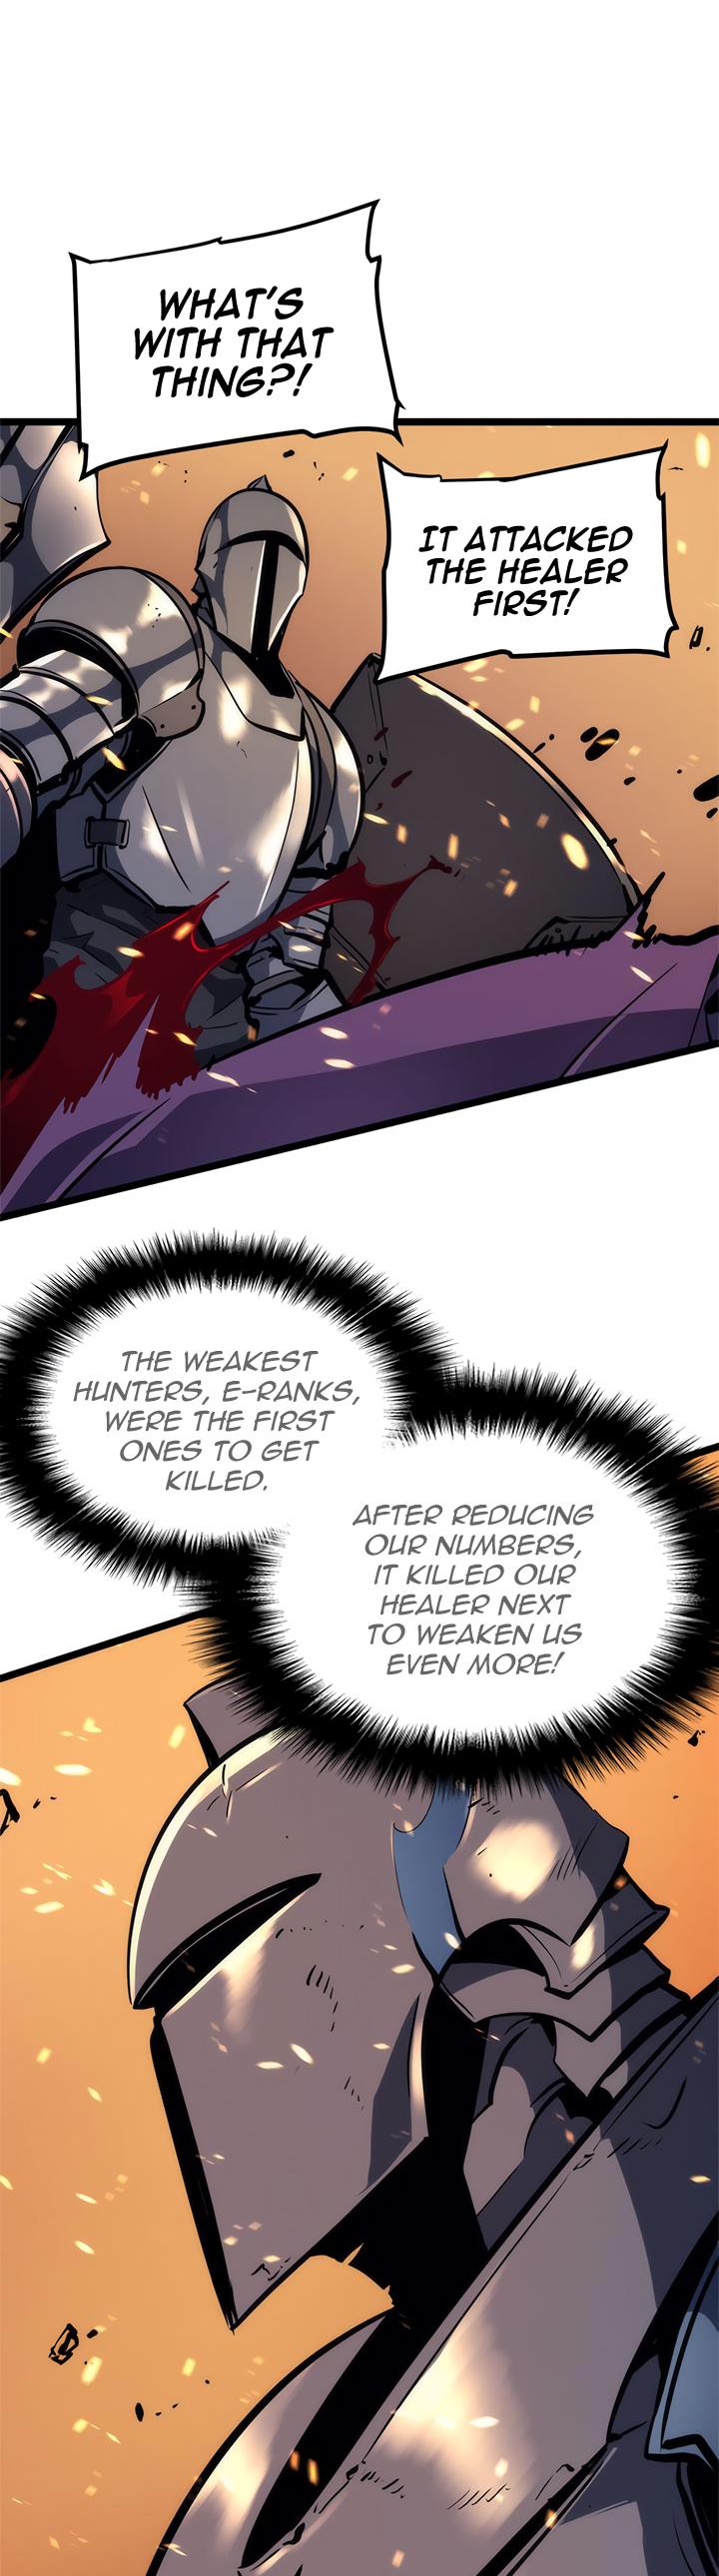 WHAT'S
WITH THAT
THING?!
IT ATTACKED
THE HEALER
FIRST!
THE WEAKEST
HUNTERS, E-RANKS,
WERE THE FIRST
ONES TO GET
KILLED.
AFTER REDUCING
OUR NUMBERS,
IT KILLED OUR
HEALER NEXT
TO WEAKEN US
EVEN MORE!